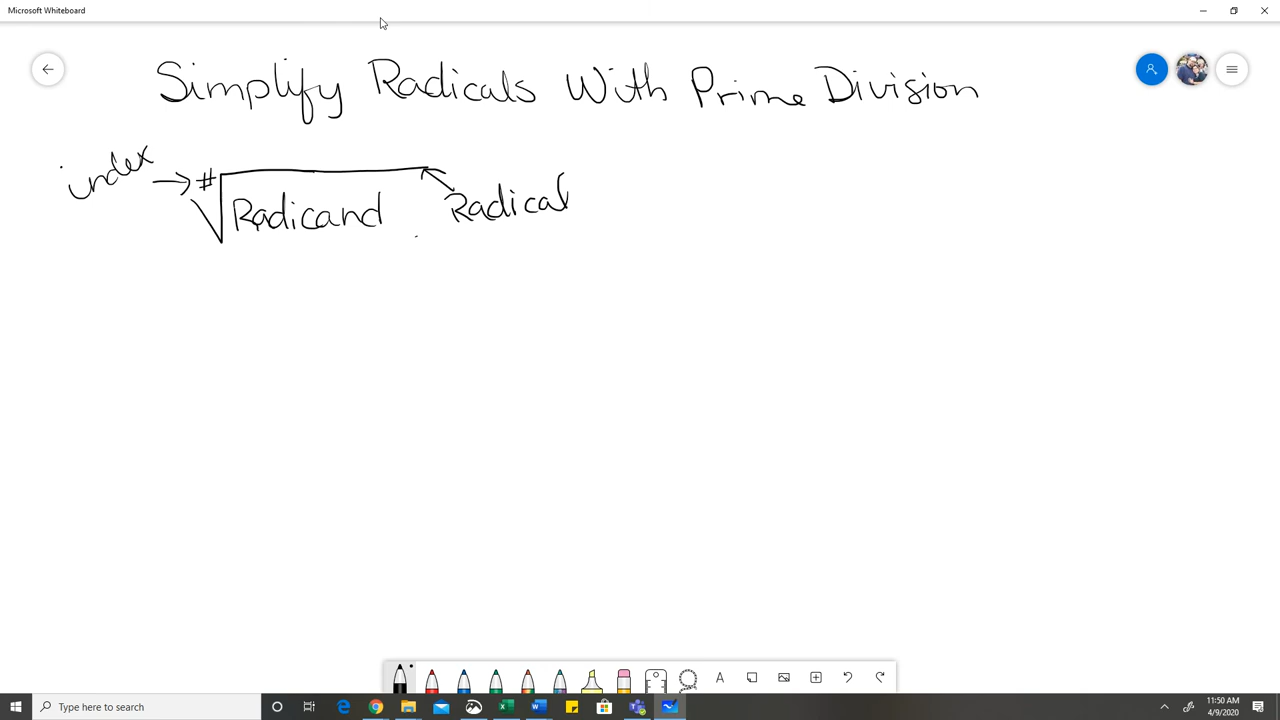 Microsoft Whiteboard
Simplify Radicals With Prime Division
index → # Radicand Radical
A
Type here to search
11:50 AM
4/9/2020